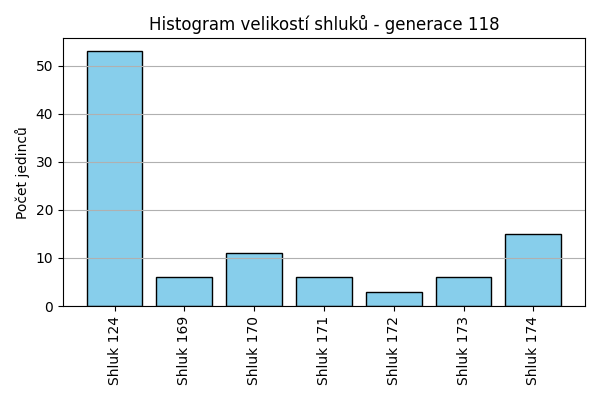 Histogram velikostí shluků - generace 118
Počet jedinců
50
40
30
20
10
0
Shluk 124
Shluk 169
Shluk 170
Shluk 171
Shluk 172
Shluk 173
Shluk 174